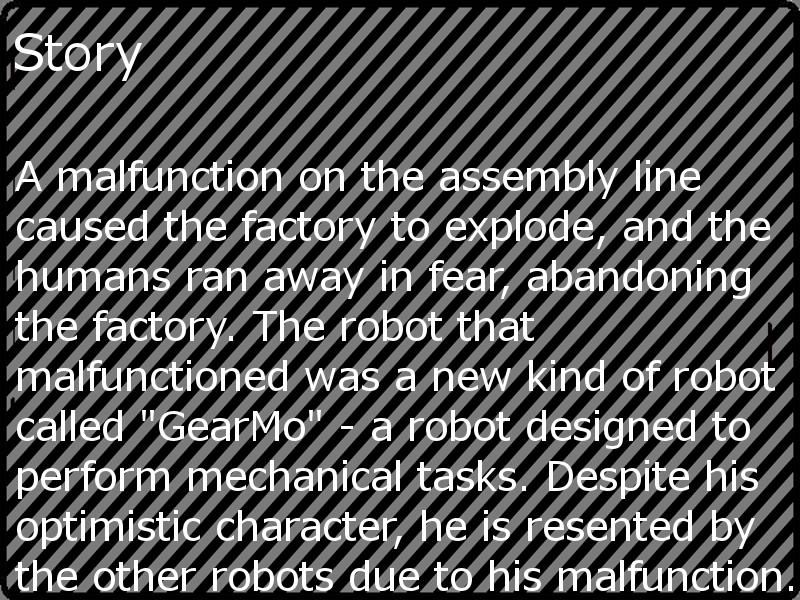 Story
A malfunction on the assembly line
caused the factory to explode, and the
humans ran away in fear, abandoning
the factory. The robot that
malfunctioned was a new kind of robot
called "GearMo" - a robot designed to
perform mechanical tasks. Despite his
optimistic character, he is resented by
the other robots due to his malfunction.